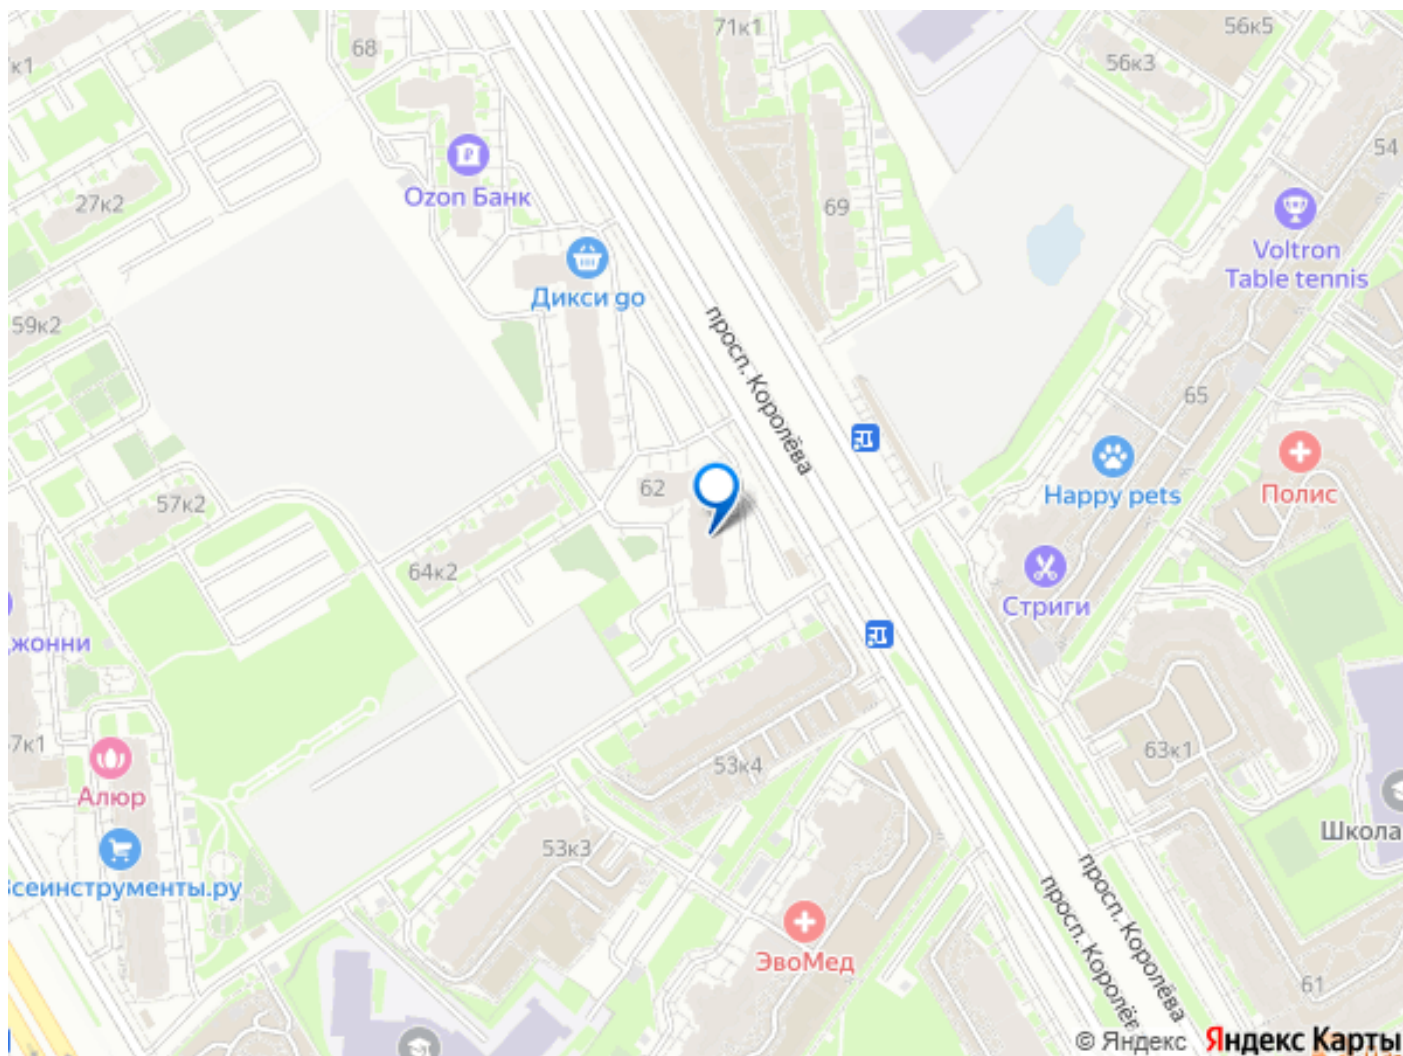 71к1
56к5
68
56к3
к1
54
Ozon Банк
27к2
69
Voltron
Table tennis
Дикси go
59к2
просп. Королёва
65
Happy pets
Полис
62
57к2
64к2
Стриги
жонни
7к1
53к4
63к1
Алюр
Школа
53к3
сеинструменты.ру
просп. Королёва
просп. Королёва
ЭвоМед
61
© Яндекс Яндекс Карты